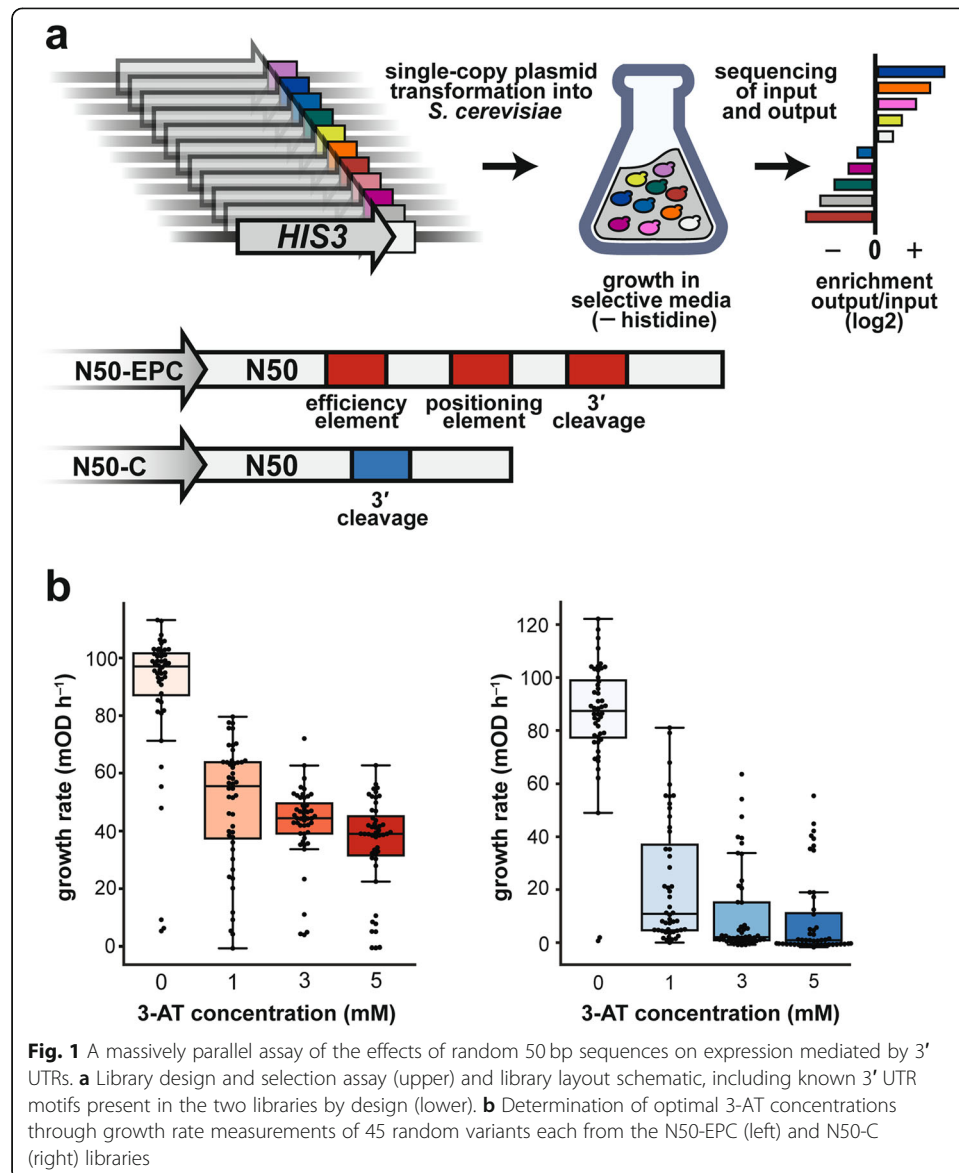 a
single-copy plasmid
transformation into
S. cerevisiae
sequencing
of input
and output
HIS3
growth in
selective media
(− histidine)
− 0 +
enrichment
output/input
(log2)
N50-EPC N50
efficiency
element
positioning
element
3′
cleavage
N50-C N50
3′
cleavage
b
growth rate (mOD h⁻¹)
100
80
60
40
20
0
0 1 3 5
3-AT concentration (mM)
growth rate (mOD h⁻¹)
120
100
80
60
40
20
0
0 1 3 5
3-AT concentration (mM)
Fig. 1 A massively parallel assay of the effects of random 50 bp sequences on expression mediated by 3′
UTRs. a Library design and selection assay (upper) and library layout schematic, including known 3′ UTR
motifs present in the two libraries by design (lower). b Determination of optimal 3-AT concentrations
through growth rate measurements of 45 random variants each from the N50-EPC (left) and N50-C
(right) libraries